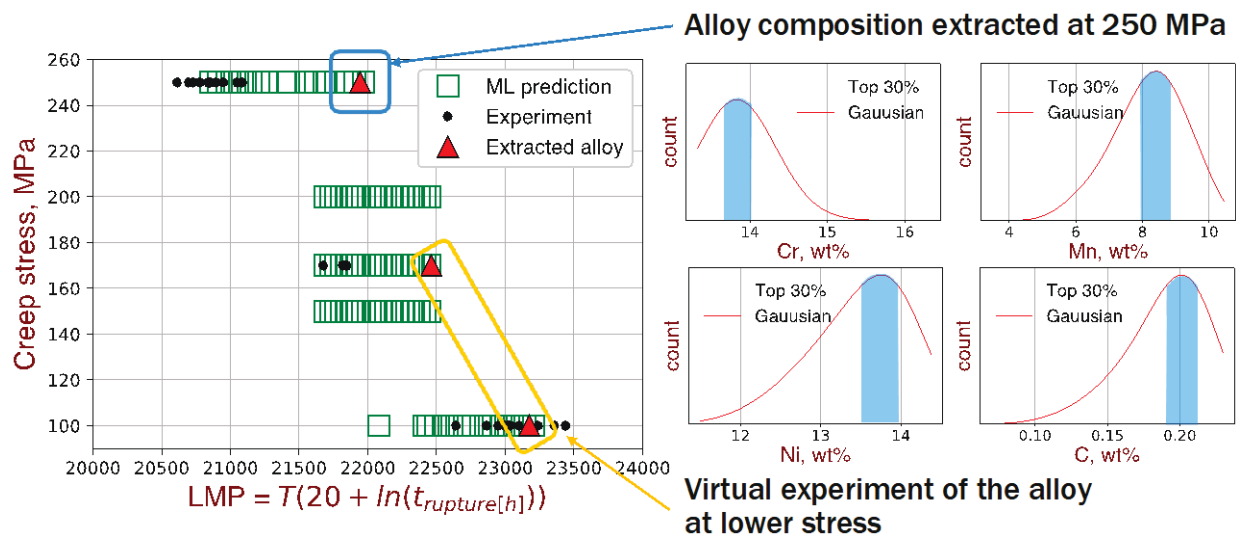 Alloy composition extracted at 250 MPa
260
240
220
200
180
160
140
120
100
Creep stress, MPa
ML prediction
Experiment
Extracted alloy
20000 20500 21000 21500 22000 22500 23000 23500 24000
LMP = T(20 + ln(t_rupture[h]))
count
Top 30%
Gauusian
14 15 16
Cr, wt%
count
Top 30%
Gauusian
4 6 8 10
Mn, wt%
count
Top 30%
Gauusian
12 13 14
Ni, wt%
count
Top 30%
Gauusian
0.10 0.15 0.20
C, wt%
Virtual experiment of the alloy
at lower stress